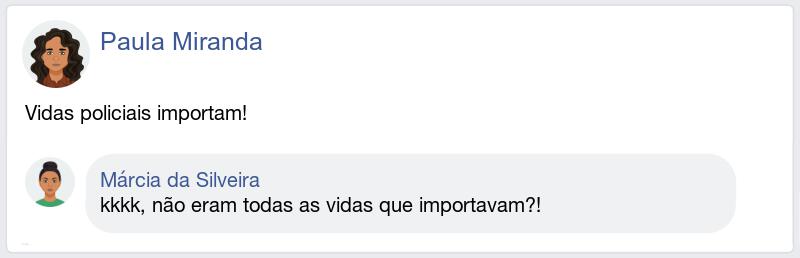 Paula Miranda
Vidas policiais importam!
Márcia da Silveira
kkkk, não eram todas as vidas que importavam?!